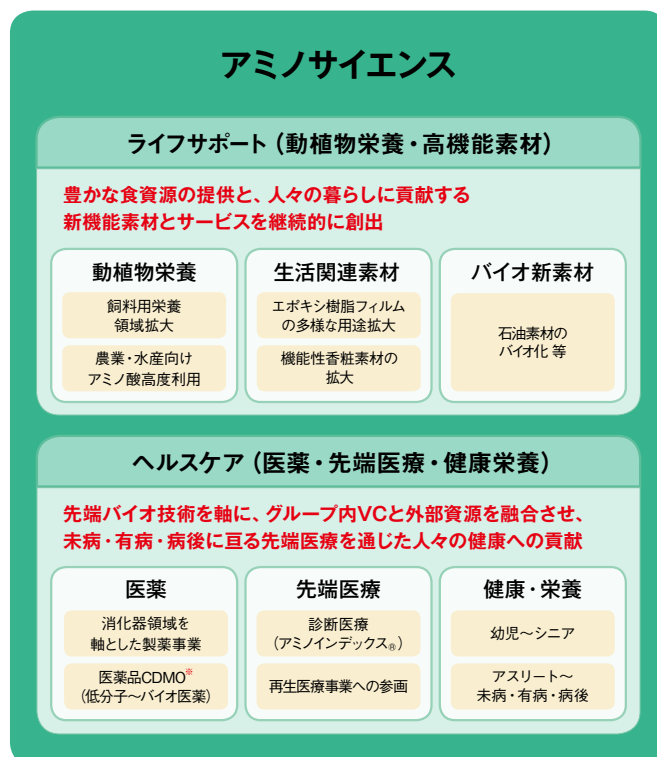 アミノサイエンス
ライフサポート（動植物栄養・高機能素材）
豊かな食資源の提供と、人々の暮らしに貢献する
新機能素材とサービスを継続的に創出
動植物栄養
飼料用栄養
領域拡大
農業・水産向け
アミノ酸高度利用
生活関連素材
エポキシ樹脂フィルム
の多様な用途拡大
機能性香粧素材の
拡大
バイオ新素材
石油素材の
バイオ化 等
ヘルスケア（医薬・先端医療・健康栄養）
先端バイオ技術を軸に、グループ内VCと外部資源を融合させ、
未病・有病・病後に亘る先端医療を通じた人々の健康への貢献
医薬
消化器領域を
軸とした製薬事業
医薬品CDMO※
（低分子～バイオ医薬）
先端医療
診断医療
（アミノインデックス®）
再生医療事業への参画
健康・栄養
幼児～シニア
アスリート～
未病・有病・病後